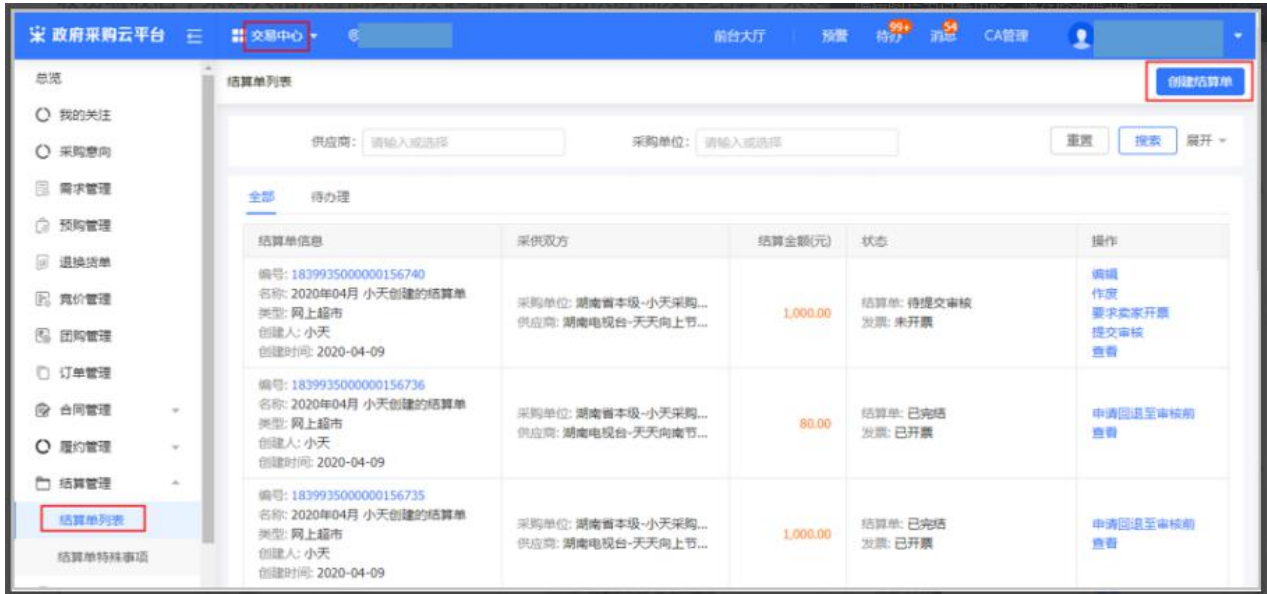 政府采购云平台
交易中心
前台大厅
预警
待办
99+
消息
54
CA管理
总览
我的关注
采购意向
需求管理
预购管理
退换货单
竞价管理
团购管理
订单管理
合同管理
履约管理
结算管理
结算单列表
结算单特殊事项
结算单列表
创建结算单
供应商: 请输入或选择
采购单位: 请输入或选择
重置
搜索
展开
全部
待办理
结算单信息 采供双方 结算金额(元) 状态 操作
编号: 1839935000000156740
名称: 2020年04月 小天创建的结算单
类型: 网上超市
创建人: 小天
创建时间: 2020-04-09
采购单位: 湖南省本级-小天采购...
供应商: 湖南电视台-天天向上节...
1,000.00
结算单: 待提交审核
发票: 未开票
编辑
作废
要求卖家开票
提交审核
查看
编号: 1839935000000156736
名称: 2020年04月 小天创建的结算单
类型: 网上超市
创建人: 小天
创建时间: 2020-04-09
采购单位: 湖南省本级-小天采购...
供应商: 湖南电视台-天天向南节...
80.00
结算单: 已完结
发票: 已开票
申请回退至审核前
查看
编号: 1839935000000156735
名称: 2020年04月 小天创建的结算单
类型: 网上超市
创建人: 小天
创建时间: 2020-04-09
采购单位: 湖南省本级-小天采购...
供应商: 湖南电视台-天天向上节...
1,000.00
结算单: 已完结
发票: 已开票
申请回退至审核前
查看